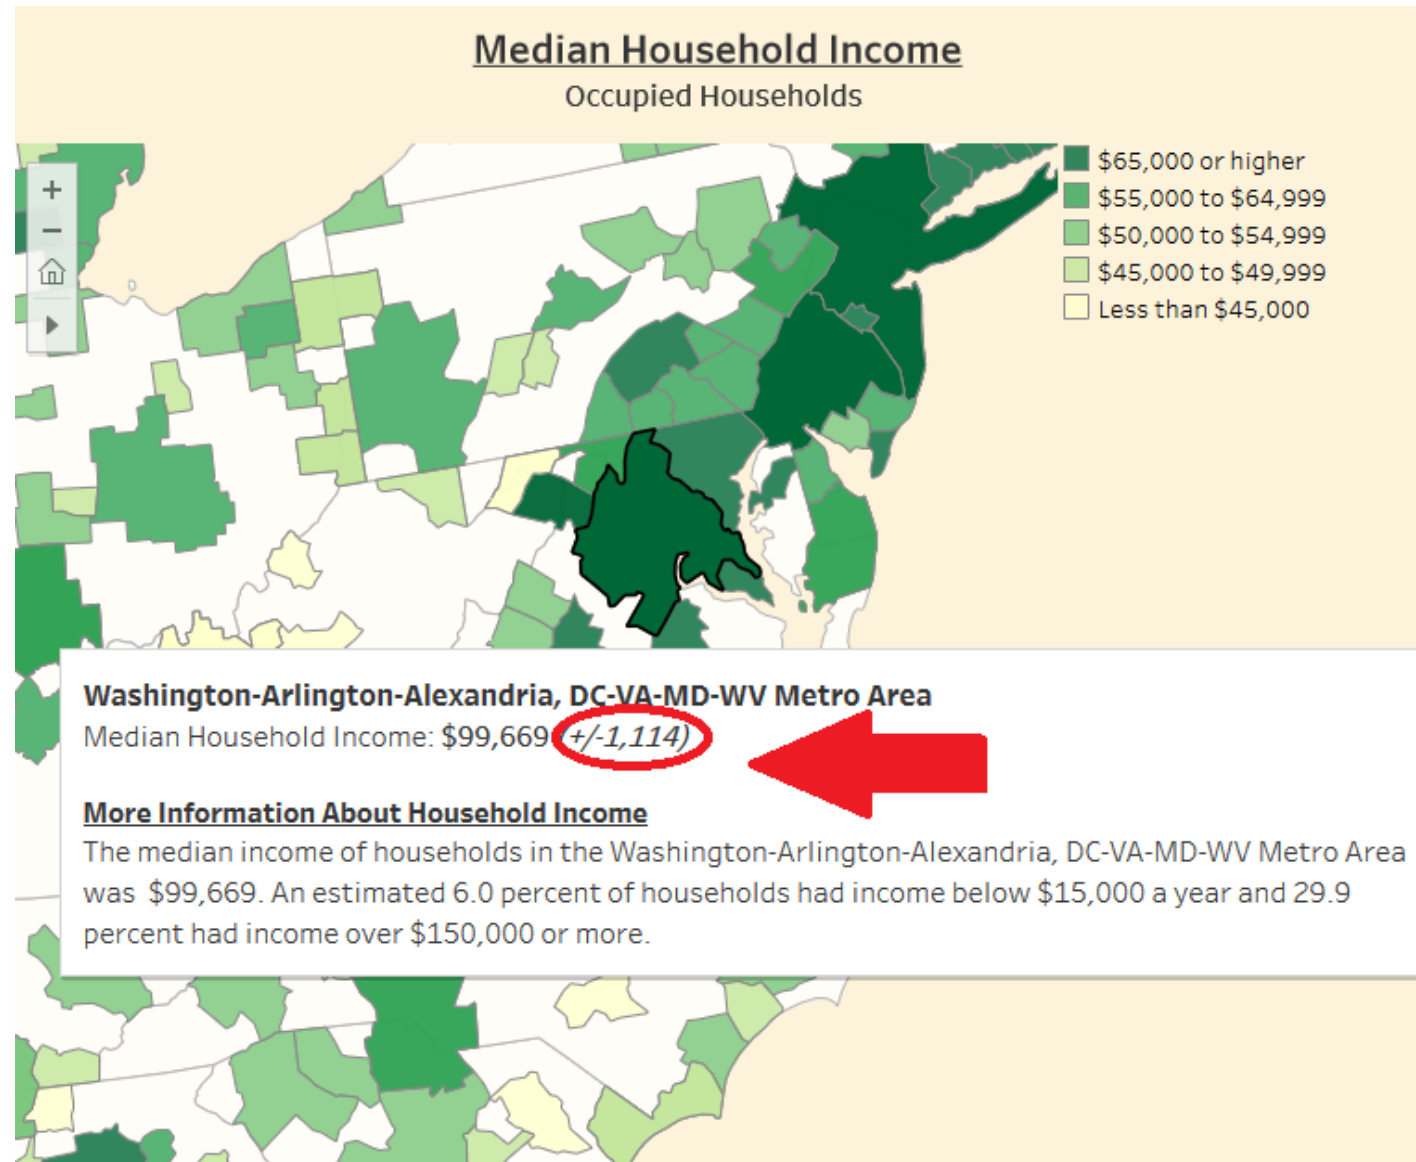 Median Household Income
Occupied Households
$65,000 or higher
$55,000 to $64,999
$50,000 to $54,999
$45,000 to $49,999
Less than $45,000
Washington-Arlington-Alexandria, DC-VA-MD-WV Metro Area
Median Household Income: $99,669 (+/-1,114)
More Information About Household Income
The median income of households in the Washington-Arlington-Alexandria, DC-VA-MD-WV Metro Area
was $99,669. An estimated 6.0 percent of households had income below $15,000 a year and 29.9
percent had income over $150,000 or more.